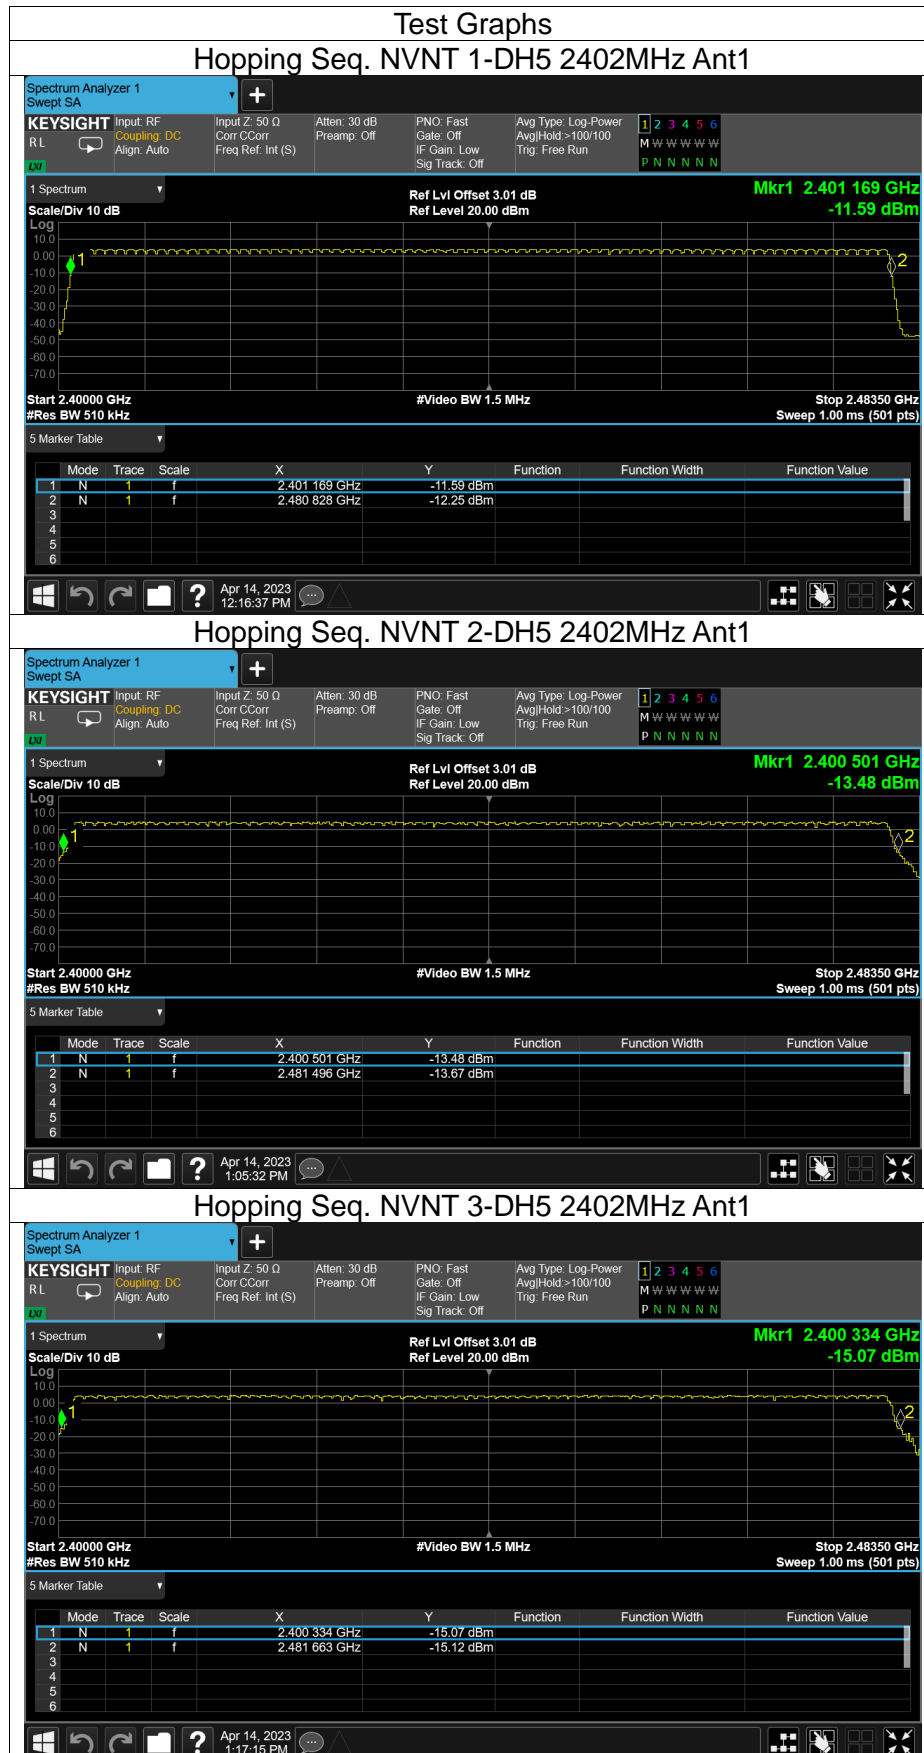 Test Graphs
Hopping Seq. NVNT 1-DH5 2402MHz Ant1
Spectrum Analyzer 1
Swept SA
KEYSIGHT Input: RF Input Z: 50 Ω Atten: 30 dB PNO: Fast Avg Type: Log-Power 1 2 3 4 5 6
RL Coupling: DC Corr CCorr Preamp: Off Gate: Off Avg|Hold:>100/100 M W W W W W
Align: Auto Freq Ref: Int (S) IF Gain: Low Trig: Free Run
LXI Sig Track: Off P N N N N N
1 Spectrum Ref Lvl Offset 3.01 dB Mkr1 2.401 169 GHz
Scale/Div 10 dB Ref Level 20.00 dBm -11.59 dBm
Log
10.0
0.00 1 2
-10.0
-20.0
-30.0
-40.0
-50.0
-60.0
-70.0
Start 2.40000 GHz #Video BW 1.5 MHz Stop 2.48350 GHz
#Res BW 510 kHz Sweep 1.00 ms (501 pts)
5 Marker Table
Mode Trace Scale X Y Function Function Width Function Value
1 N 1 f 2.401 169 GHz -11.59 dBm
2 N 1 f 2.480 828 GHz -12.25 dBm
3
4
5
6
? Apr 14, 2023
12:16:37 PM
Hopping Seq. NVNT 2-DH5 2402MHz Ant1
Spectrum Analyzer 1
Swept SA
KEYSIGHT Input: RF Input Z: 50 Ω Atten: 30 dB PNO: Fast Avg Type: Log-Power 1 2 3 4 5 6
RL Coupling: DC Corr CCorr Preamp: Off Gate: Off Avg|Hold:>100/100 M W W W W W
Align: Auto Freq Ref: Int (S) IF Gain: Low Trig: Free Run
LXI Sig Track: Off P N N N N N
1 Spectrum Ref Lvl Offset 3.01 dB Mkr1 2.400 501 GHz
Scale/Div 10 dB Ref Level 20.00 dBm -13.48 dBm
Log
10.0
0.00 1 2
-10.0
-20.0
-30.0
-40.0
-50.0
-60.0
-70.0
Start 2.40000 GHz #Video BW 1.5 MHz Stop 2.48350 GHz
#Res BW 510 kHz Sweep 1.00 ms (501 pts)
5 Marker Table
Mode Trace Scale X Y Function Function Width Function Value
1 N 1 f 2.400 501 GHz -13.48 dBm
2 N 1 f 2.481 496 GHz -13.67 dBm
3
4
5
6
? Apr 14, 2023
1:05:32 PM
Hopping Seq. NVNT 3-DH5 2402MHz Ant1
Spectrum Analyzer 1
Swept SA
KEYSIGHT Input: RF Input Z: 50 Ω Atten: 30 dB PNO: Fast Avg Type: Log-Power 1 2 3 4 5 6
RL Coupling: DC Corr CCorr Preamp: Off Gate: Off Avg|Hold:>100/100 M W W W W W
Align: Auto Freq Ref: Int (S) IF Gain: Low Trig: Free Run
LXI Sig Track: Off P N N N N N
1 Spectrum Ref Lvl Offset 3.01 dB Mkr1 2.400 334 GHz
Scale/Div 10 dB Ref Level 20.00 dBm -15.07 dBm
Log
10.0
0.00 1 2
-10.0
-20.0
-30.0
-40.0
-50.0
-60.0
-70.0
Start 2.40000 GHz #Video BW 1.5 MHz Stop 2.48350 GHz
#Res BW 510 kHz Sweep 1.00 ms (501 pts)
5 Marker Table
Mode Trace Scale X Y Function Function Width Function Value
1 N 1 f 2.400 334 GHz -15.07 dBm
2 N 1 f 2.481 663 GHz -15.12 dBm
3
4
5
6
? Apr 14, 2023
1:17:15 PM